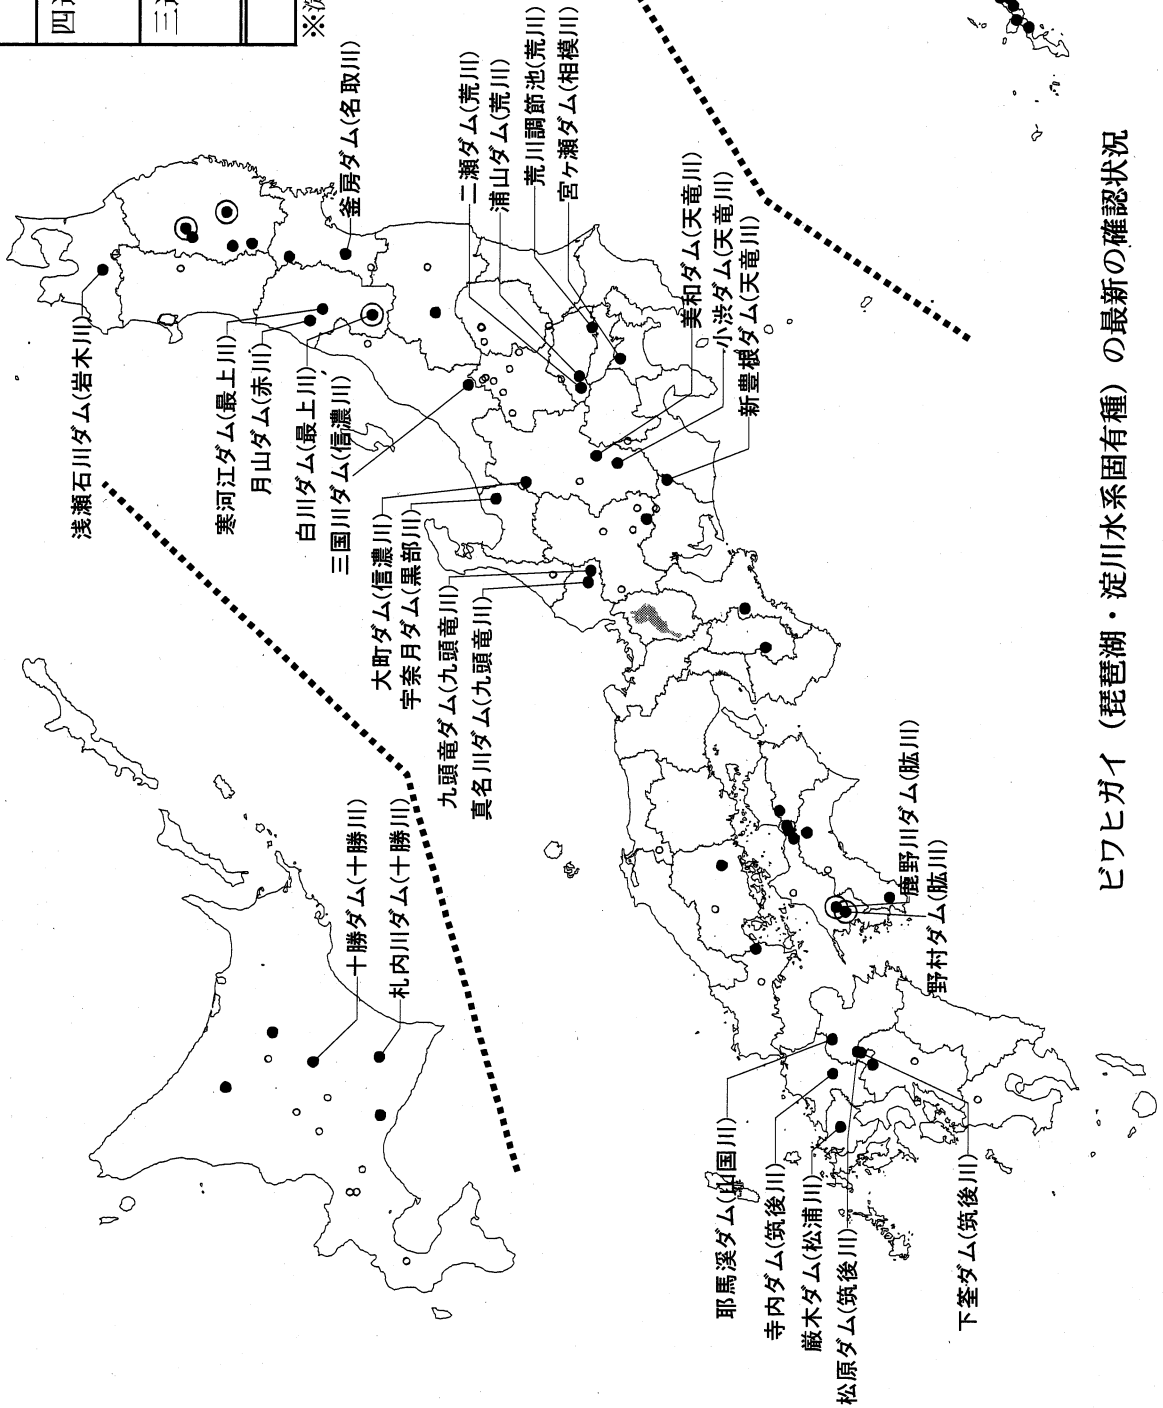 四
三
※
浅瀬石川ダム(岩木川)
寒河江ダム(最上川)
月山ダム(赤川)
白川ダム(最上川)
三国川ダム(信濃川)
大町ダム(信濃川)
宇奈月ダム(黒部川)
九頭竜ダム(九頭竜川)
真名川ダム(九頭竜川)
釜房ダム(名取川)
二瀬ダム(荒川)
浦山ダム(荒川)
荒川調節池(荒川)
宮ヶ瀬ダム(相模川)
美和ダム(天竜川)
小渋ダム(天竜川)
新豊根ダム(天竜川)
十勝ダム(十勝川)
札内川ダム(十勝川)
鹿野川ダム(肱川)
野村ダム(肱川)
耶馬溪ダム(山国川)
寺内ダム(筑後川)
厳木ダム(松浦川)
松原ダム(筑後川)
下筌ダム(筑後川)
ビワヒガイ（琵琶湖・淀川水系固有種）の最新の確認状況